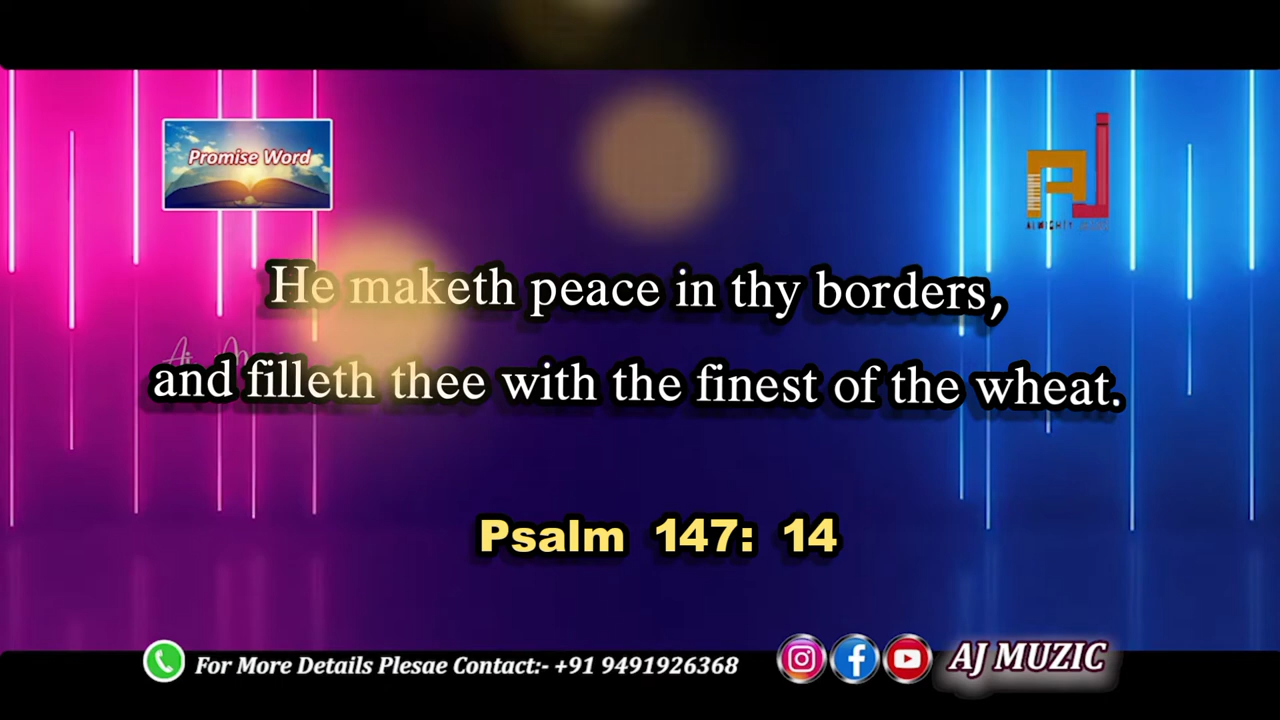 Promise Word
He maketh peace in thy borders,
and filleth thee with the finest of the wheat.
Psalm 147: 14
For More Details Plesae Contact:- +91 9491926368
AJ MUZIC